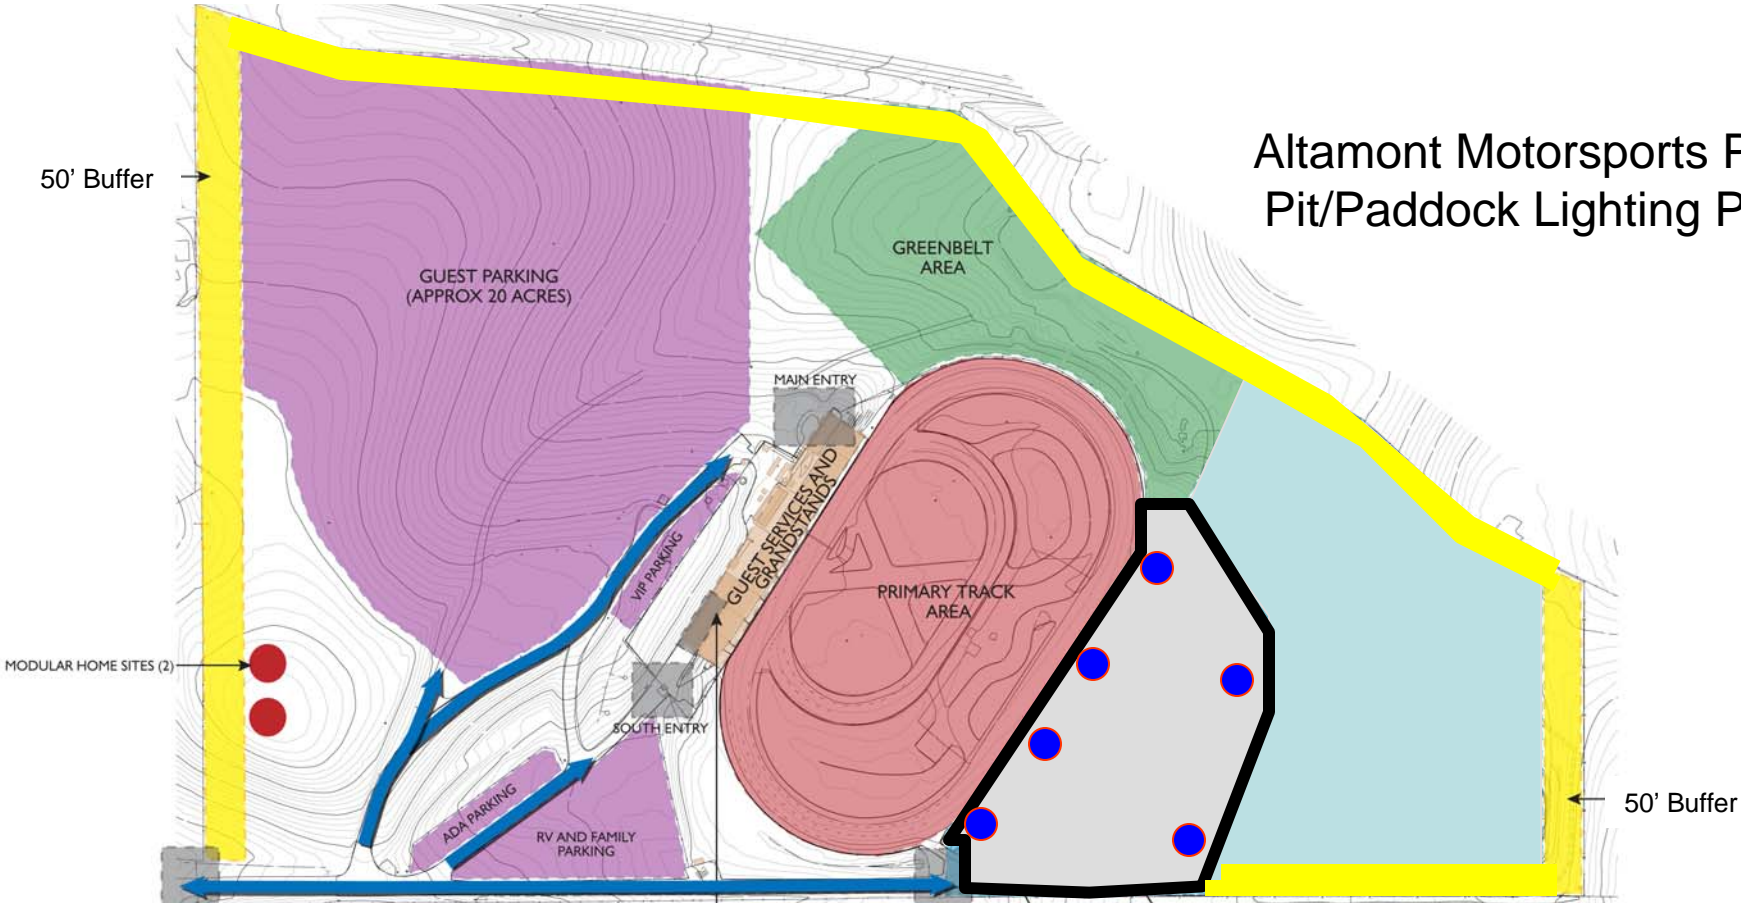 Altamont Motorsports P
Pit/Paddock Lighting P
50’ Buffer
GREENBELT
AREA
GUEST PARKING
(APPROX 20 ACRES)
MAIN ENTRY
GUEST SERVICES AND
GRANDSTANDS
VIP PARKING
PRIMARY TRACK
AREA
MODULAR HOME SITES (2)
SOUTH ENTRY
ADA PARKING
RV AND FAMILY
PARKING
50’ Buffer